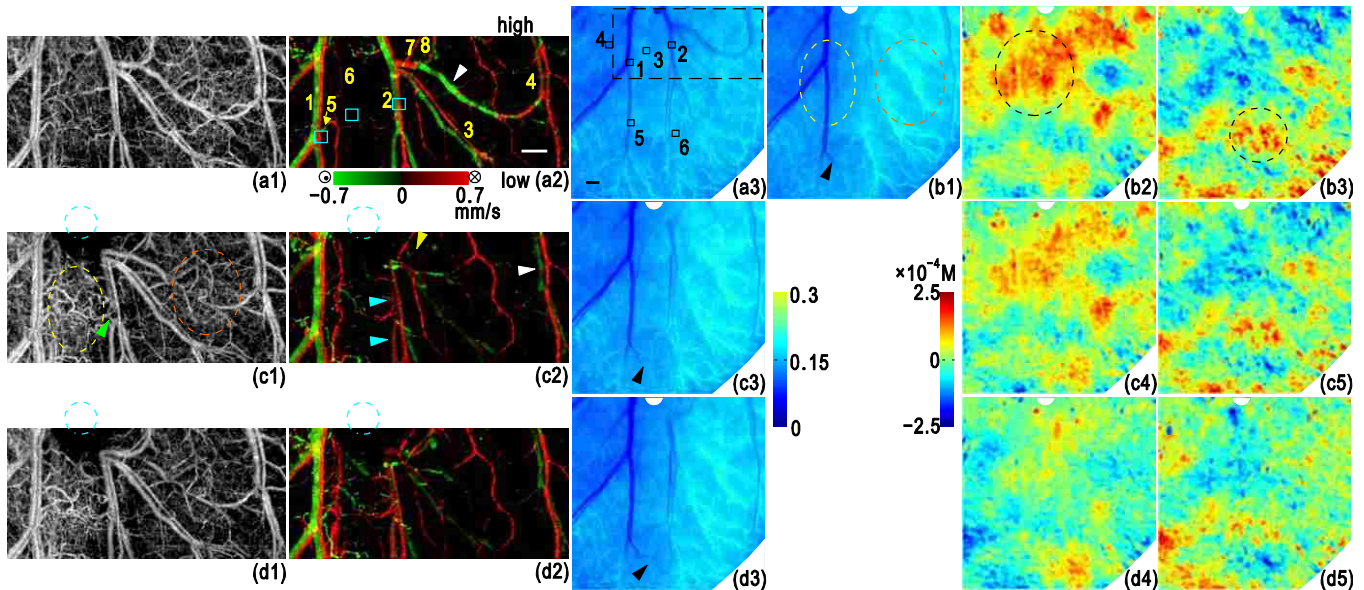 high
7 8
6
4
1 5
2
3
low
(a1)
(a2)
−0.7 0 0.7
mm/s
4
3 2
1
5
6
(a3)
(b1)
(b2)
(b3)
(c1)
(c2)
(c3)
0.3
0.15
0
×10⁻⁴M
2.5
0
−2.5
(c4)
(c5)
(d1)
(d2)
(d3)
(d4)
(d5)